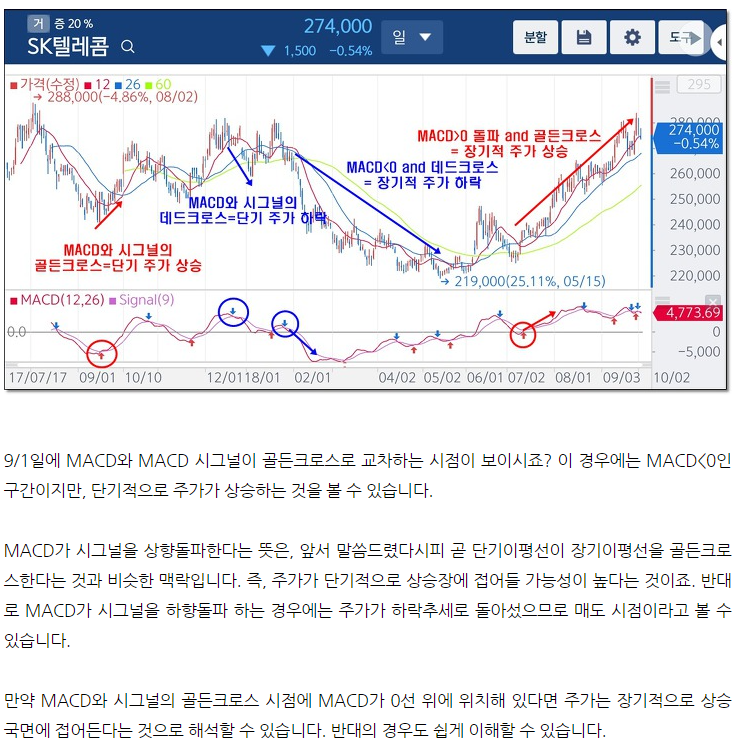 거 증 20 %
SK텔레콤
274,000
▼ 1,500 -0.54%
일 ▼
분할
도구
■ 가격(수정) ■ 12 ■ 26 ■ 60
→ 288,000(-4.86%, 08/02)
295
280,000
274,000
-0.54%
260,000
250,000
240,000
230,000
220,000
MACD>0 돌파 and 골든크로스
= 장기적 주가 상승
MACD<0 and 데드크로스
= 장기적 주가 하락
MACD와 시그널의
데드크로스=단기 주가 하락
MACD와 시그널의
골든크로스=단기 주가 상승
→ 219,000(25.11%, 05/15)
■ MACD(12,26) ■ Signal(9)
4,773.69
0.0
0
-5,000
17/07/17 09/01 10/10 12/01 18/01 02/01 04/02 05/02 06/01 07/02 08/01 09/03 10/02
9/1일에 MACD와 MACD 시그널이 골든크로스로 교차하는 시점이 보이시죠? 이 경우에는 MACD<0인
구간이지만, 단기적으로 주가가 상승하는 것을 볼 수 있습니다.
MACD가 시그널을 상향돌파한다는 뜻은, 앞서 말씀드렸다시피 곧 단기이평선이 장기이평선을 골든크로
스한다는 것과 비슷한 맥락입니다. 즉, 주가가 단기적으로 상승장에 접어들 가능성이 높다는 것이죠. 반대
로 MACD가 시그널을 하향돌파 하는 경우에는 주가가 하락추세로 돌아섰으므로 매도 시점이라고 볼 수
있습니다.
만약 MACD와 시그널의 골든크로스 시점에 MACD가 0선 위에 위치해 있다면 주가는 장기적으로 상승
국면에 접어든다는 것으로 해석할 수 있습니다. 반대의 경우도 쉽게 이해할 수 있습니다.